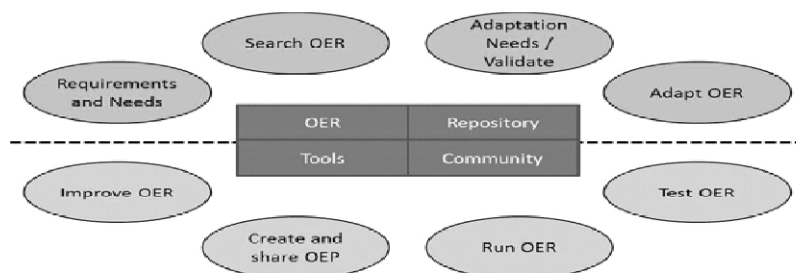 Search OER
Adaptation
Needs /
Validate
Requirements
and Needs
Adapt OER
OER
Repository
Tools
Community
Improve OER
Test OER
Create and
share OEP
Run OER